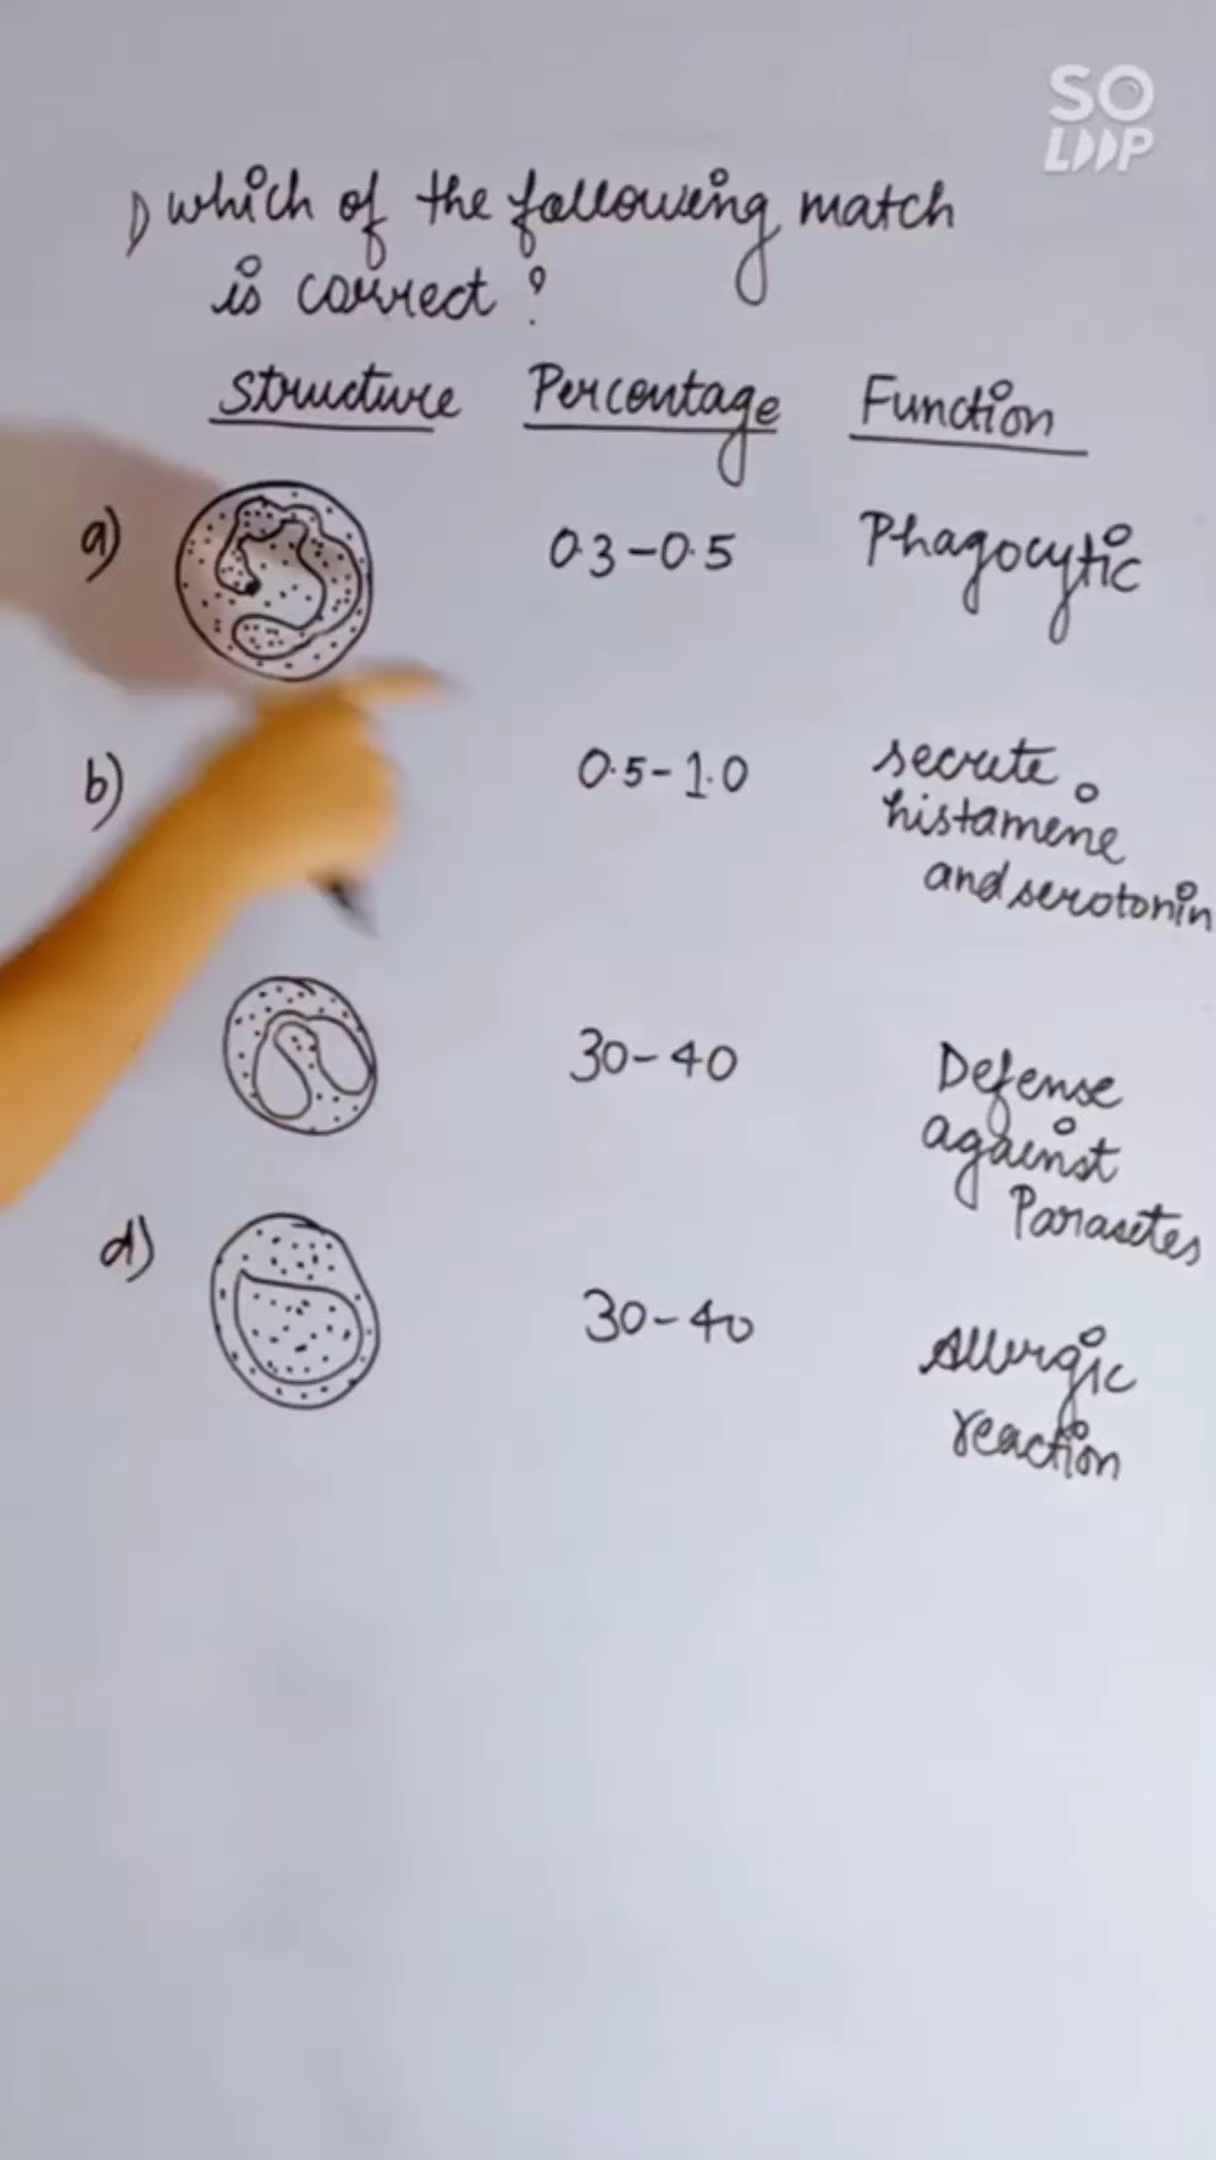 SO
LOOP
1) which of the following match
is correct ?
Structure Percentage Function
a) 0.3-0.5 Phagocytic
b) 0.5-1.0 secrete
histamene
and serotonin
30-40 Defense
against
Parasites
d) 30-40 Allergic
reaction